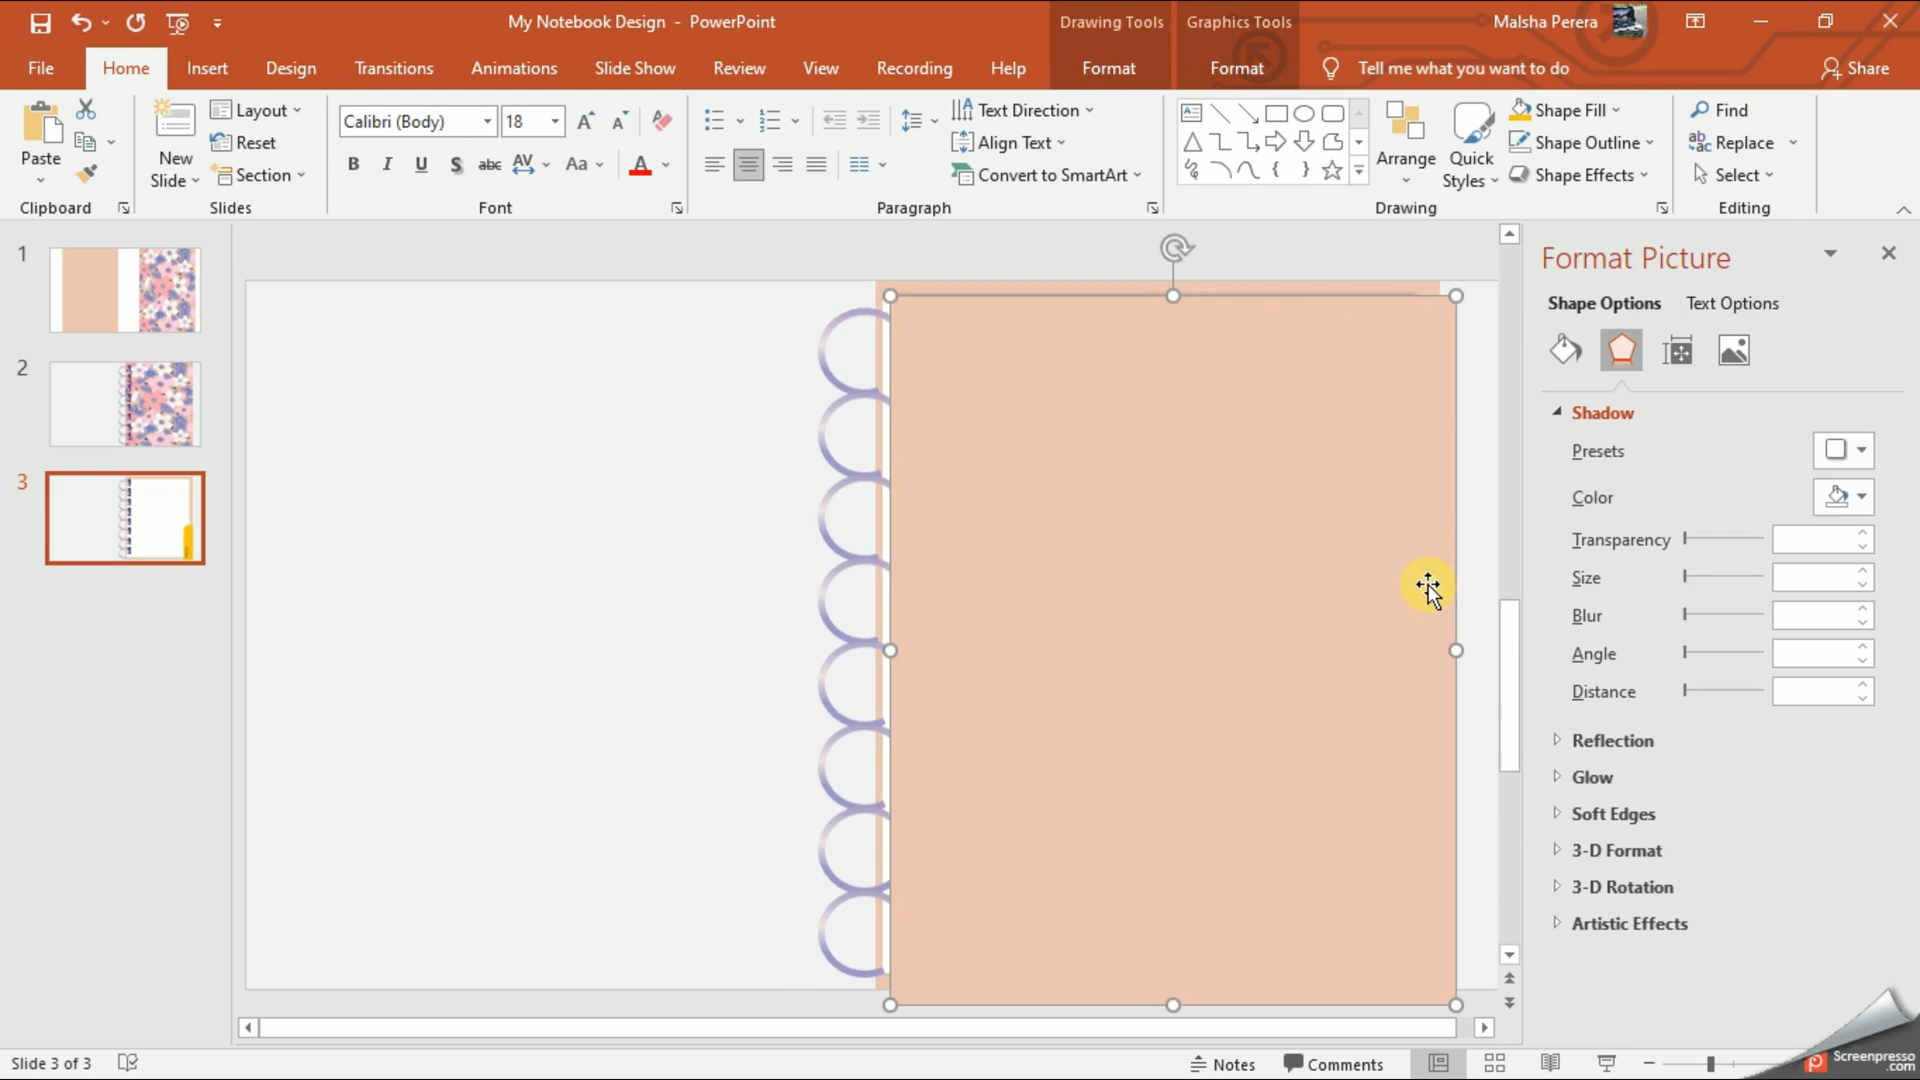 My Notebook Design - PowerPoint
Drawing Tools
Graphics Tools
Malsha Perera
File
Home
Insert
Design
Transitions
Animations
Slide Show
Review
View
Recording
Help
Format
Format
Tell me what you want to do
Share
Paste
New
Slide
Layout
Reset
Section
Calibri (Body)
18
A
A
B
I
U
S
abc
AV
Aa
A
Text Direction
Align Text
Convert to SmartArt
Arrange
Quick
Styles
Shape Fill
Shape Outline
Shape Effects
Find
Replace
Select
Clipboard
Slides
Font
Paragraph
Drawing
Editing
1
2
3
Format Picture
Shape Options
Text Options
Shadow
Presets
Color
Transparency
Size
Blur
Angle
Distance
Reflection
Glow
Soft Edges
3-D Format
3-D Rotation
Artistic Effects
Slide 3 of 3
Notes
Comments
Screenpresso
.com